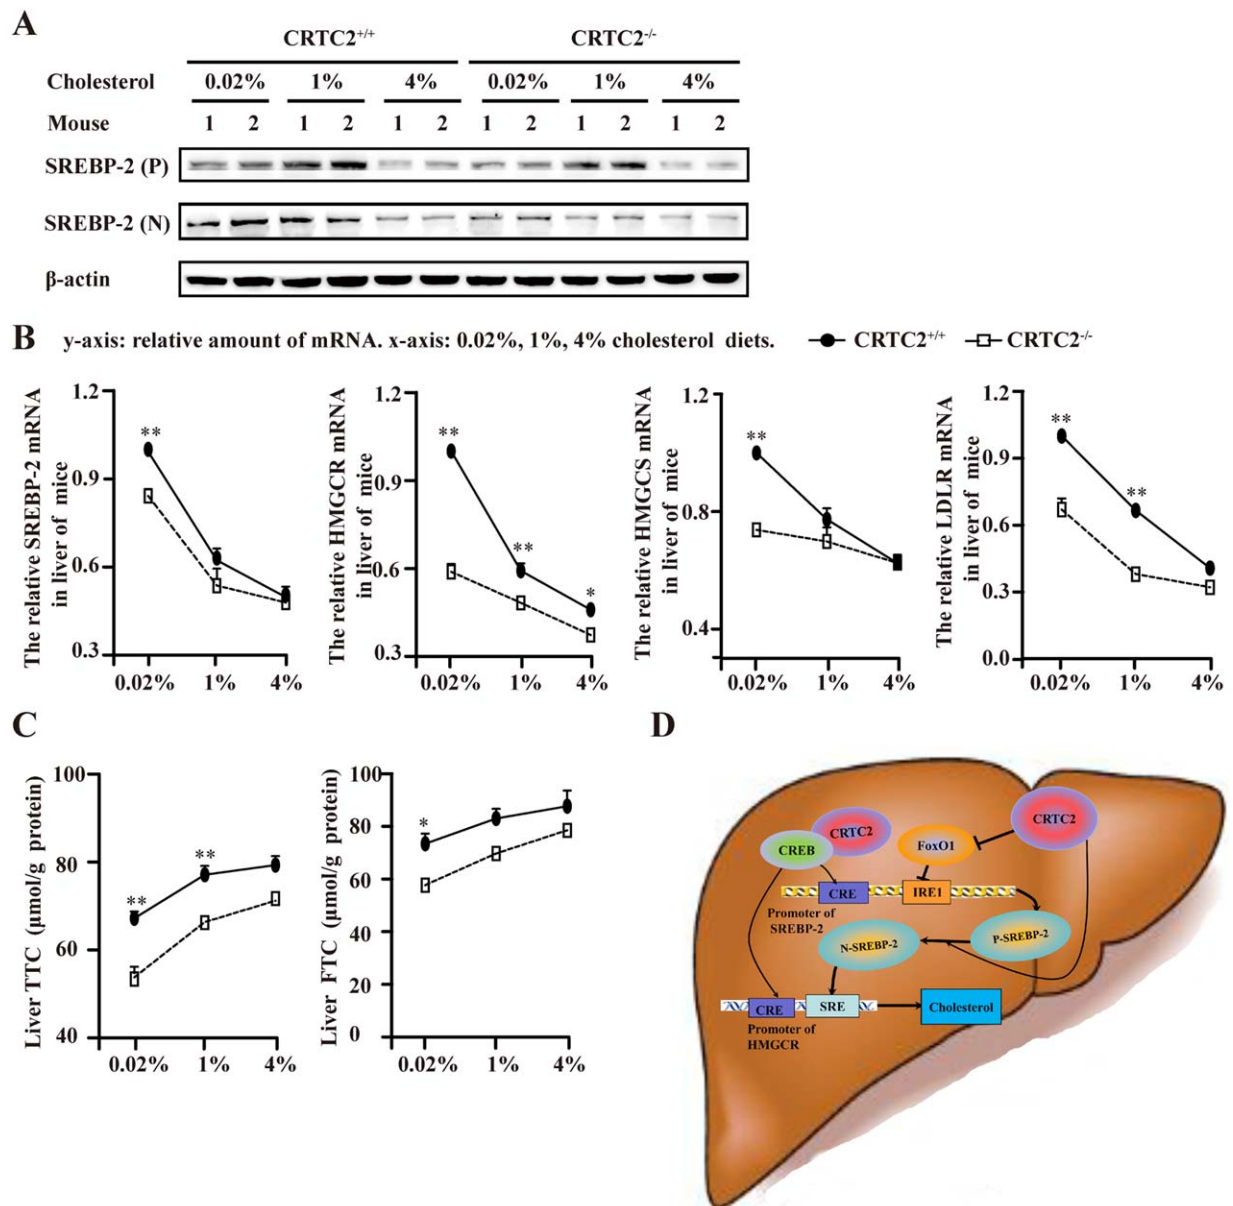 A
CRTC2+/+ CRTC2-/-
Cholesterol 0.02% 1% 4% 0.02% 1% 4%
Mouse 1 2 1 2 1 2 1 2 1 2 1 2
SREBP-2 (P)
SREBP-2 (N)
β-actin
B y-axis: relative amount of mRNA. x-axis: 0.02%, 1%, 4% cholesterol diets. CRTC2+/+ CRTC2-/-
The relative SREBP-2 mRNA
in liver of mice
1.2
0.9
0.6
0.3
**
0.02% 1% 4%
The relative HMGCR mRNA
in liver of mice
1.2
0.9
0.6
0.3
**
**
*
0.02% 1% 4%
The relative HMGCS mRNA
in liver of mice
1.2
0.8
0.4
**
0.02% 1% 4%
The relative LDLR mRNA
in liver of mice
1.2
0.9
0.6
0.3
0.0
**
**
0.02% 1% 4%
C
Liver TTC (μmol/g protein)
100
80
60
40
**
**
0.02% 1% 4%
Liver FTC (μmol/g protein)
100
80
60
40
20
0
*
0.02% 1% 4%
D
CRTC2
CRTC2
CREB
FoxO1
CRE
IRE1
Promoter of
SREBP-2
N-SREBP-2
P-SREBP-2
CRE
SRE
Cholesterol
Promoter of
HMGCR